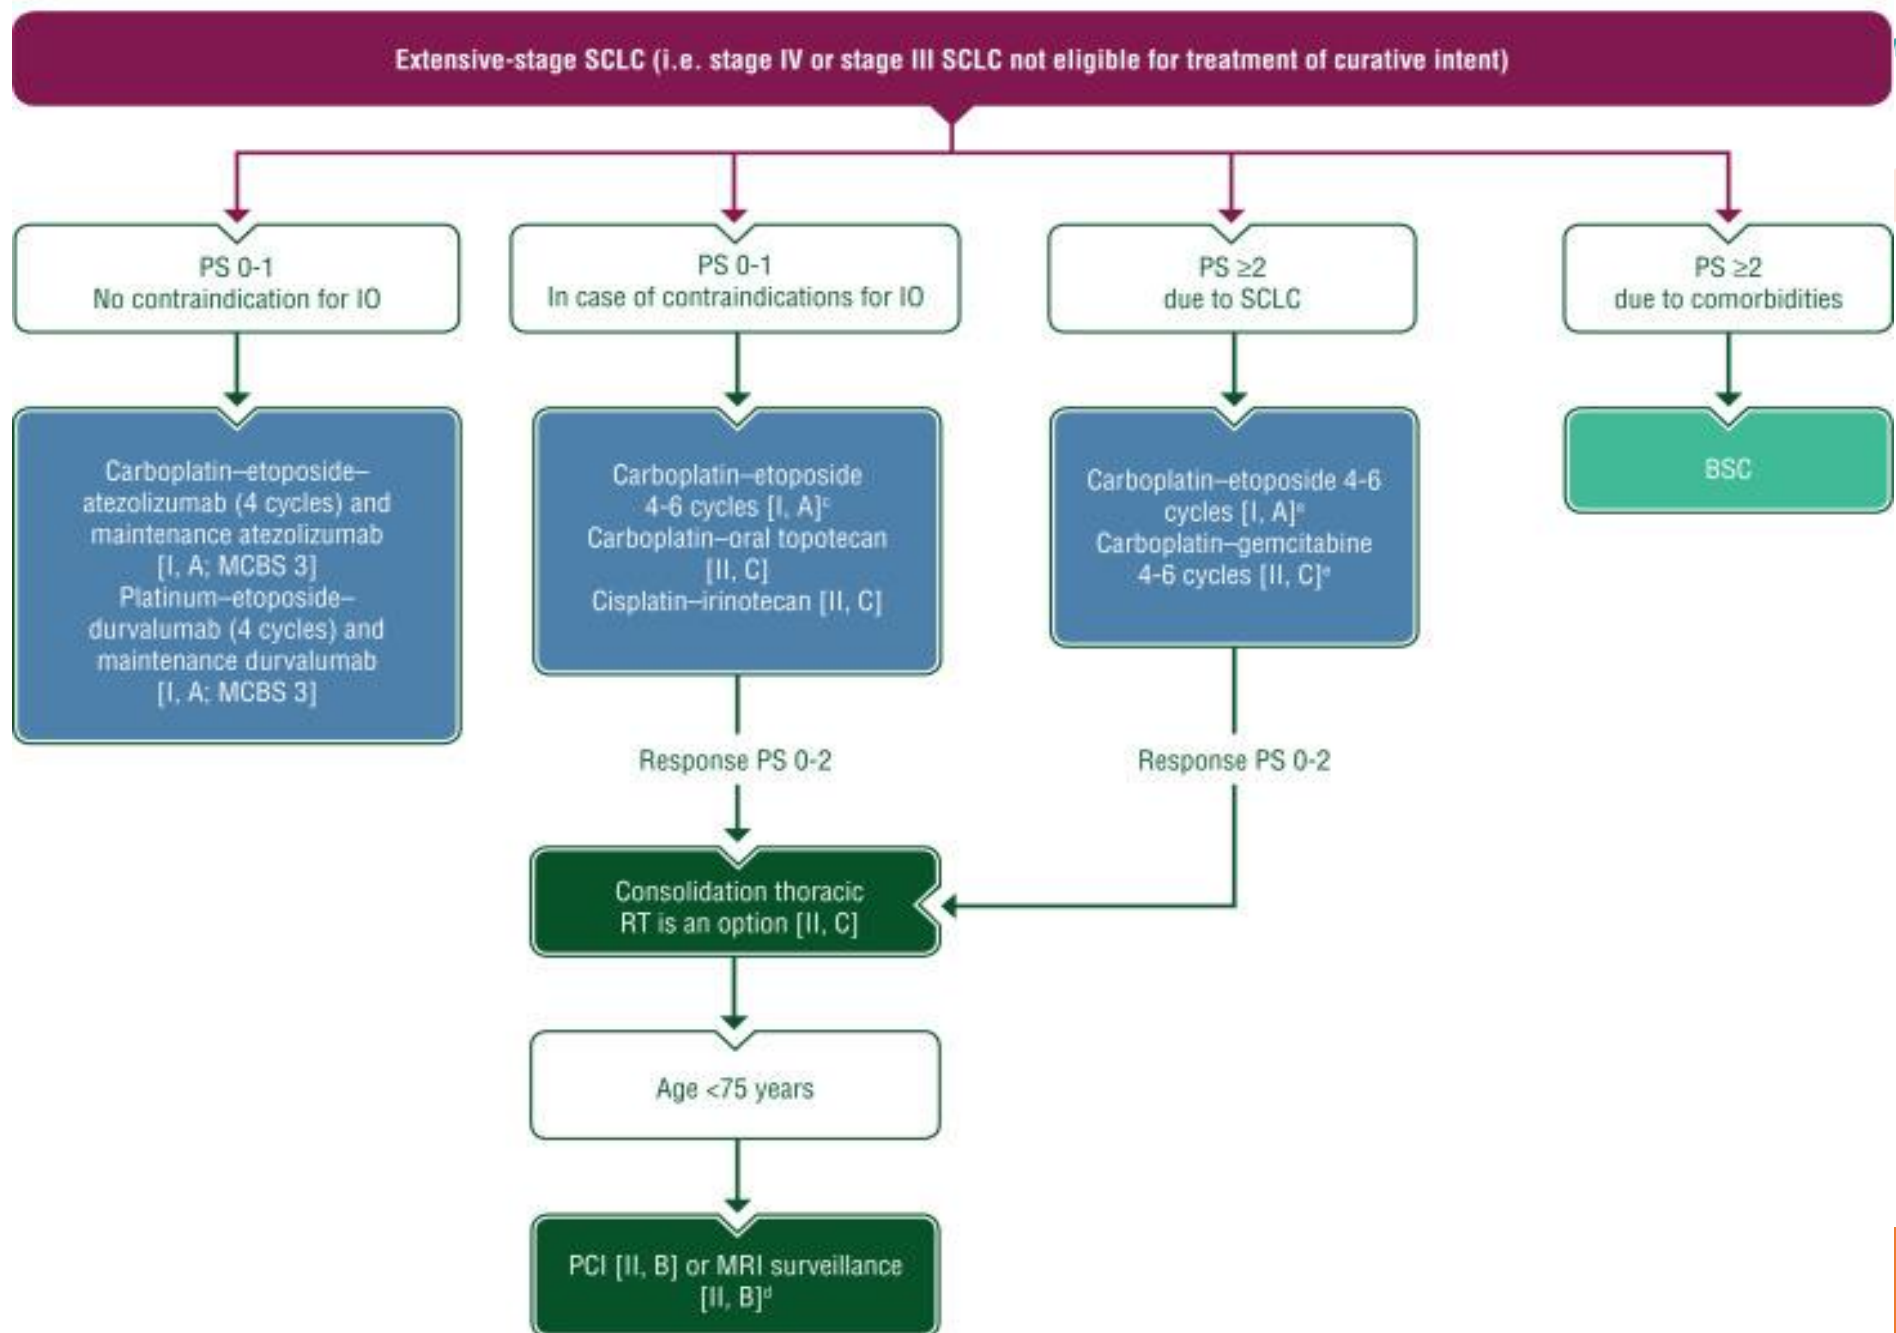 Extensive-stage SCLC (i.e. stage IV or stage III SCLC not eligible for treatment of curative intent)
PS 0-1
No contraindication for IO
PS 0-1
In case of contraindications for IO
PS ≥2
due to SCLC
PS ≥2
due to comorbidities
Carboplatin–etoposide–
atezolizumab (4 cycles) and
maintenance atezolizumab
[I, A; MCBS 3]
Platinum–etoposide–
durvalumab (4 cycles) and
maintenance durvalumab
[I, A; MCBS 3]
Carboplatin–etoposide
4-6 cycles [I, A]ᶜ
Carboplatin–oral topotecan
[II, C]
Cisplatin–irinotecan [II, C]
Carboplatin–etoposide 4-6
cycles [I, A]ᵉ
Carboplatin–gemcitabine
4-6 cycles [II, C]ᵉ
BSC
Response PS 0-2
Response PS 0-2
Consolidation thoracic
RT is an option [II, C]
Age <75 years
PCI [II, B] or MRI surveillance
[II, B]ᵈ